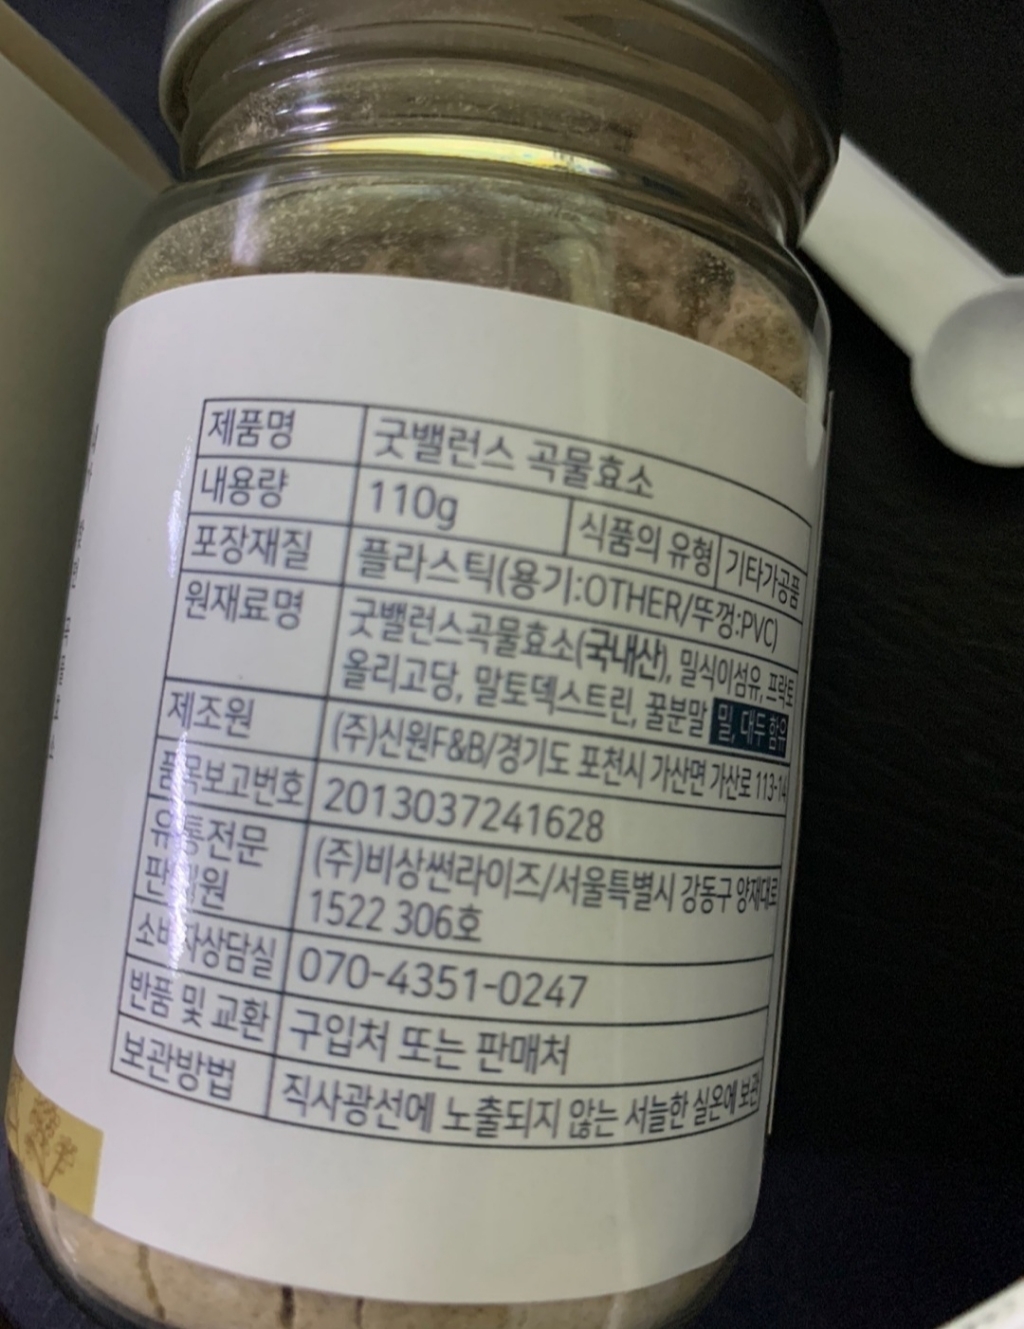 제품명 굿밸런스 곡물효소
내용량 110g 식품의 유형 기타가공품
포장재질 플라스틱(용기:OTHER/뚜껑:PVC)
원재료명 굿밸런스곡물효소(국내산), 밀식이섬유, 프락토
올리고당, 말토덱스트린, 꿀분말 밀, 대두 함유
제조원 (주)신원F&B/경기도 포천시 가산면 가산로 113-14
품목보고번호 2013037241628
유통전문 (주)비상썬라이즈/서울특별시 강동구 양재대로
판매원 1522 306호
소비자상담실 070-4351-0247
반품 및 교환 구입처 또는 판매처
보관방법 직사광선에 노출되지 않는 서늘한 실온에 보관